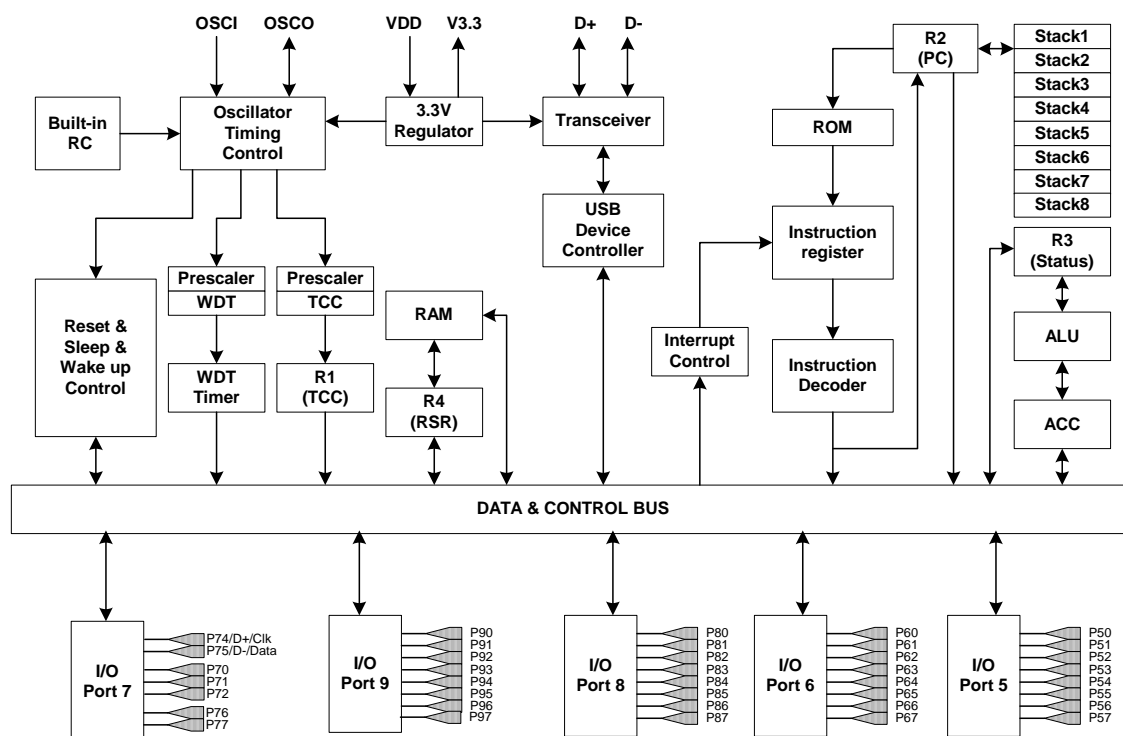 OSCI OSCO VDD V3.3 D+ D-
R2
(PC)
Stack1
Stack2
Stack3
Stack4
Stack5
Stack6
Stack7
Stack8
Built-in
RC
Oscillator
Timing
Control
3.3V
Regulator
Transceiver
ROM
USB
Device
Controller
Instruction
register
R3
(Status)
Prescaler
WDT
Prescaler
TCC
RAM
Reset &
Sleep &
Wake up
Control
Interrupt
Control
ALU
WDT
Timer
R1
(TCC)
R4
(RSR)
Instruction
Decoder
ACC
DATA & CONTROL BUS
I/O
Port 7
P74/D+/Clk
P75/D-/Data
P70
P71
P72
P76
P77
I/O
Port 9
P90
P91
P92
P93
P94
P95
P96
P97
I/O
Port 8
P80
P81
P82
P83
P84
P85
P86
P87
I/O
Port 6
P60
P61
P62
P63
P64
P65
P66
P67
I/O
Port 5
P50
P51
P52
P53
P54
P55
P56
P57